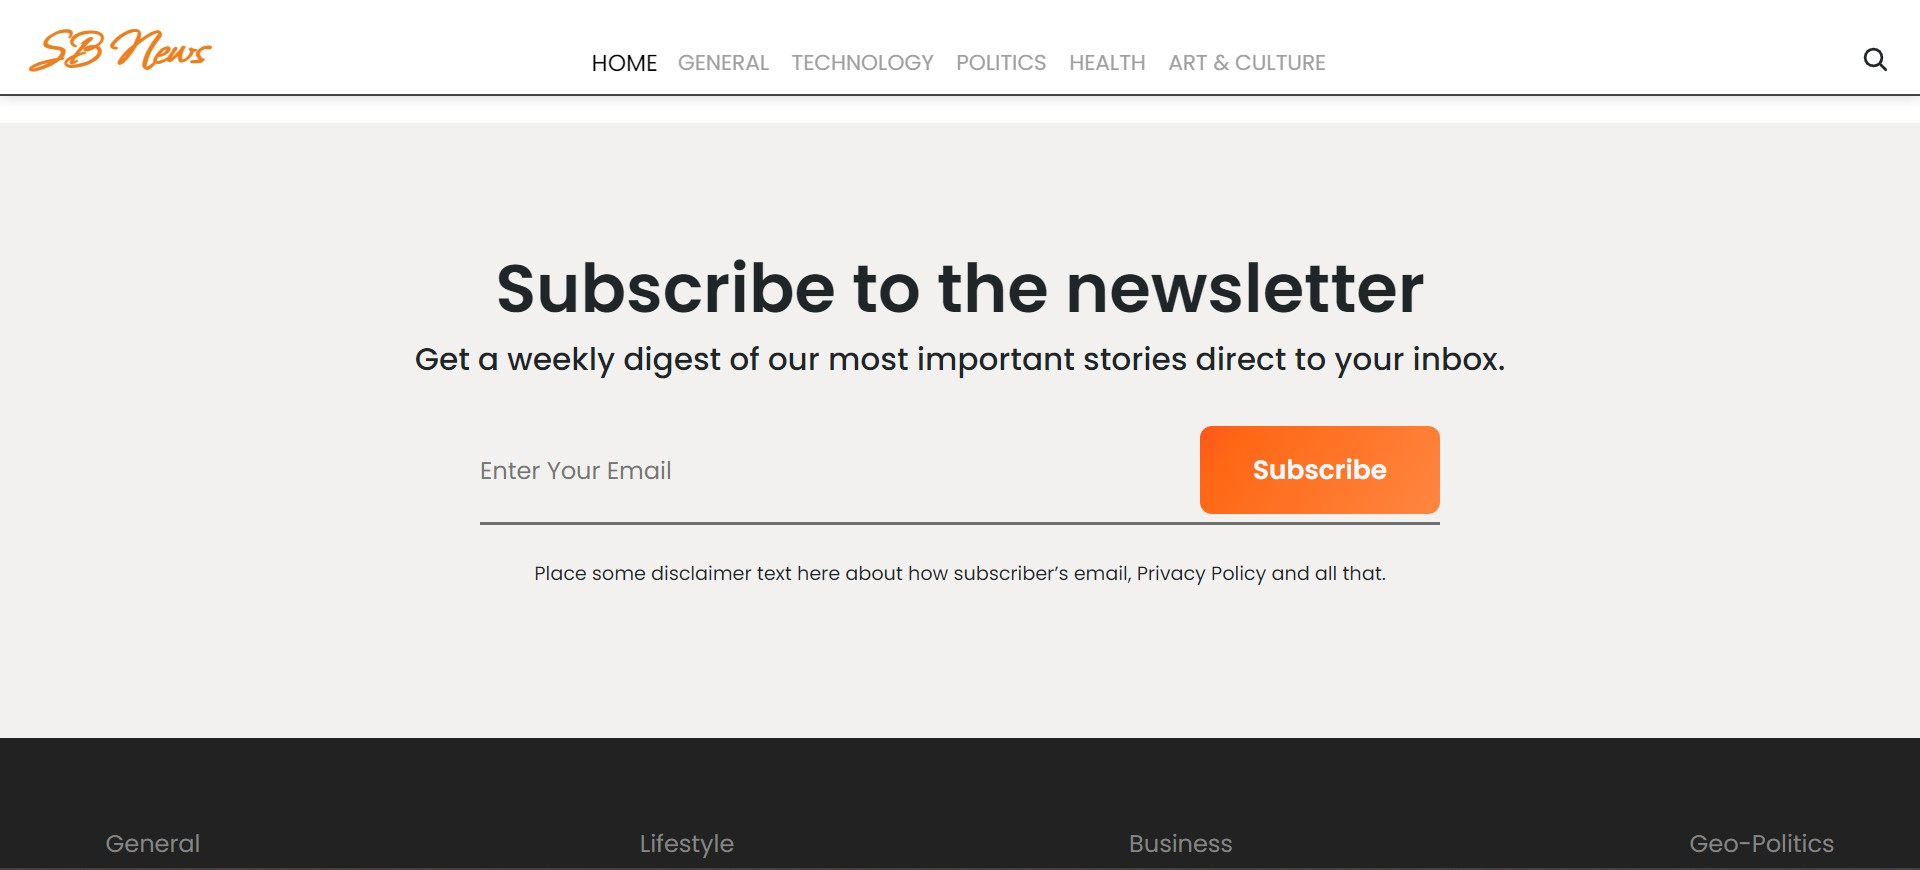 SB News
HOME GENERAL TECHNOLOGY POLITICS HEALTH ART & CULTURE
Subscribe to the newsletter
Get a weekly digest of our most important stories direct to your inbox.
Enter Your Email
Subscribe
Place some disclaimer text here about how subscriber’s email, Privacy Policy and all that.
General Lifestyle Business Geo-Politics